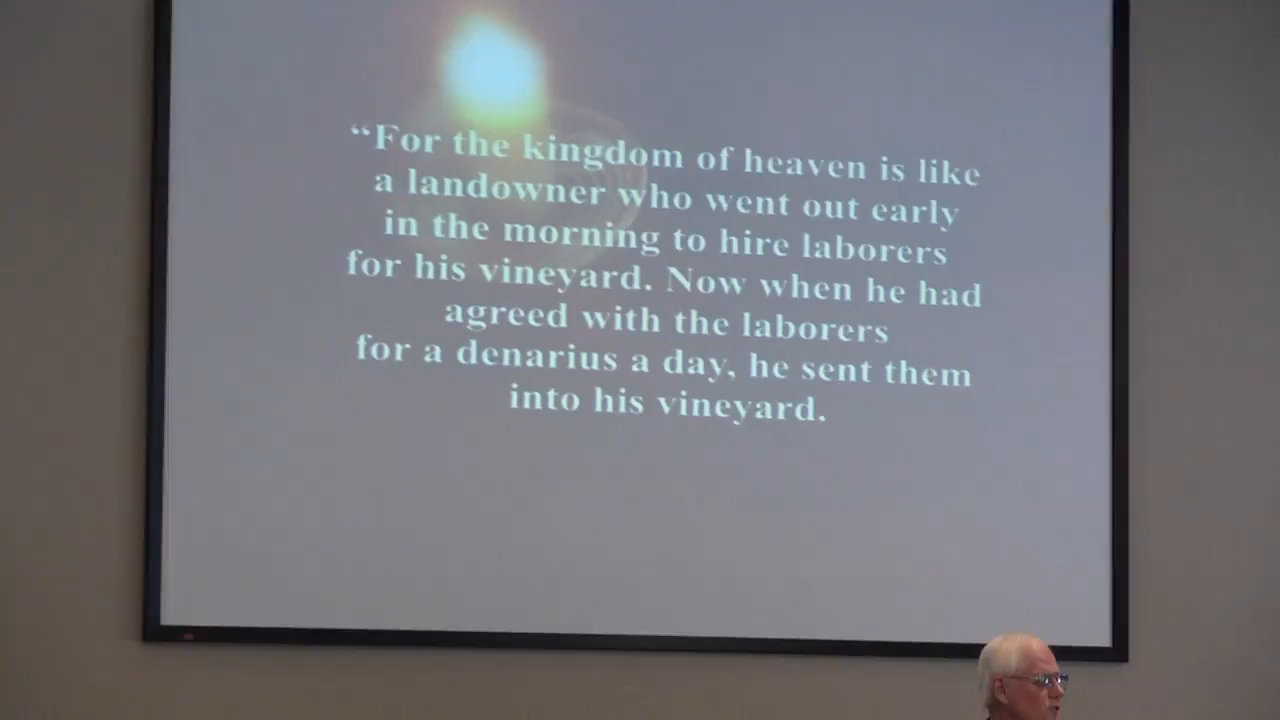 “For the kingdom of heaven is like
a landowner who went out early
in the morning to hire laborers
for his vineyard. Now when he had
agreed with the laborers
for a denarius a day, he sent them
into his vineyard.